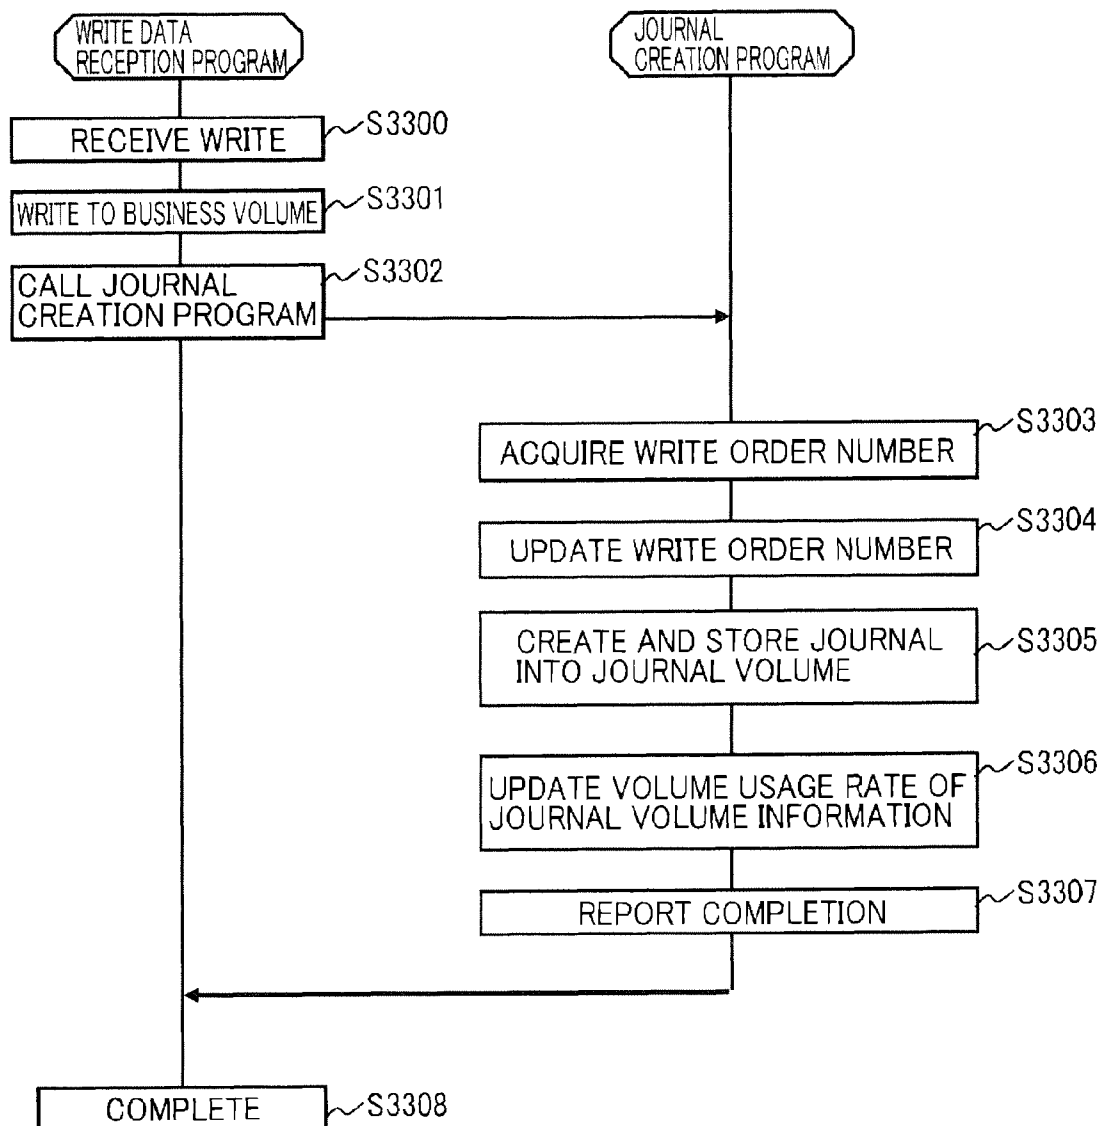 WRITE DATA
RECEPTION PROGRAM
JOURNAL
CREATION PROGRAM
RECEIVE WRITE
S3300
WRITE TO BUSINESS VOLUME
S3301
CALL JOURNAL
CREATION PROGRAM
S3302
ACQUIRE WRITE ORDER NUMBER
S3303
UPDATE WRITE ORDER NUMBER
S3304
CREATE AND STORE JOURNAL
INTO JOURNAL VOLUME
S3305
UPDATE VOLUME USAGE RATE OF
JOURNAL VOLUME INFORMATION
S3306
REPORT COMPLETION
S3307
COMPLETE
S3308